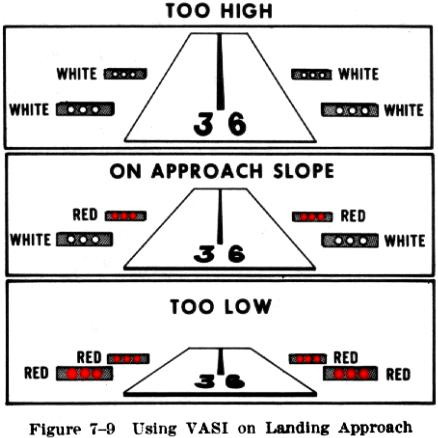 TOO HIGH
WHITE WHITE
WHITE WHITE
36
ON APPROACH SLOPE
RED RED
WHITE WHITE
36
TOO LOW
RED RED
RED RED
36
Figure 7-9 Using VASI on Landing Approach